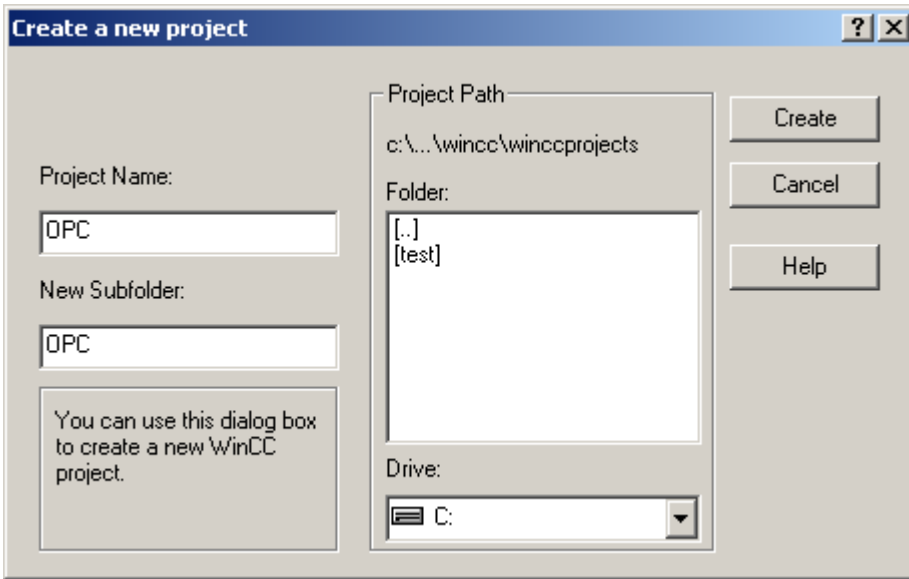 Create a new project
Project Name:
OPC
New Subfolder:
OPC
You can use this dialog box
to create a new WinCC
project.
Project Path
c:\...\wincc\winccprojects
Folder:
[..]
[test]
Drive:
C:
Create
Cancel
Help